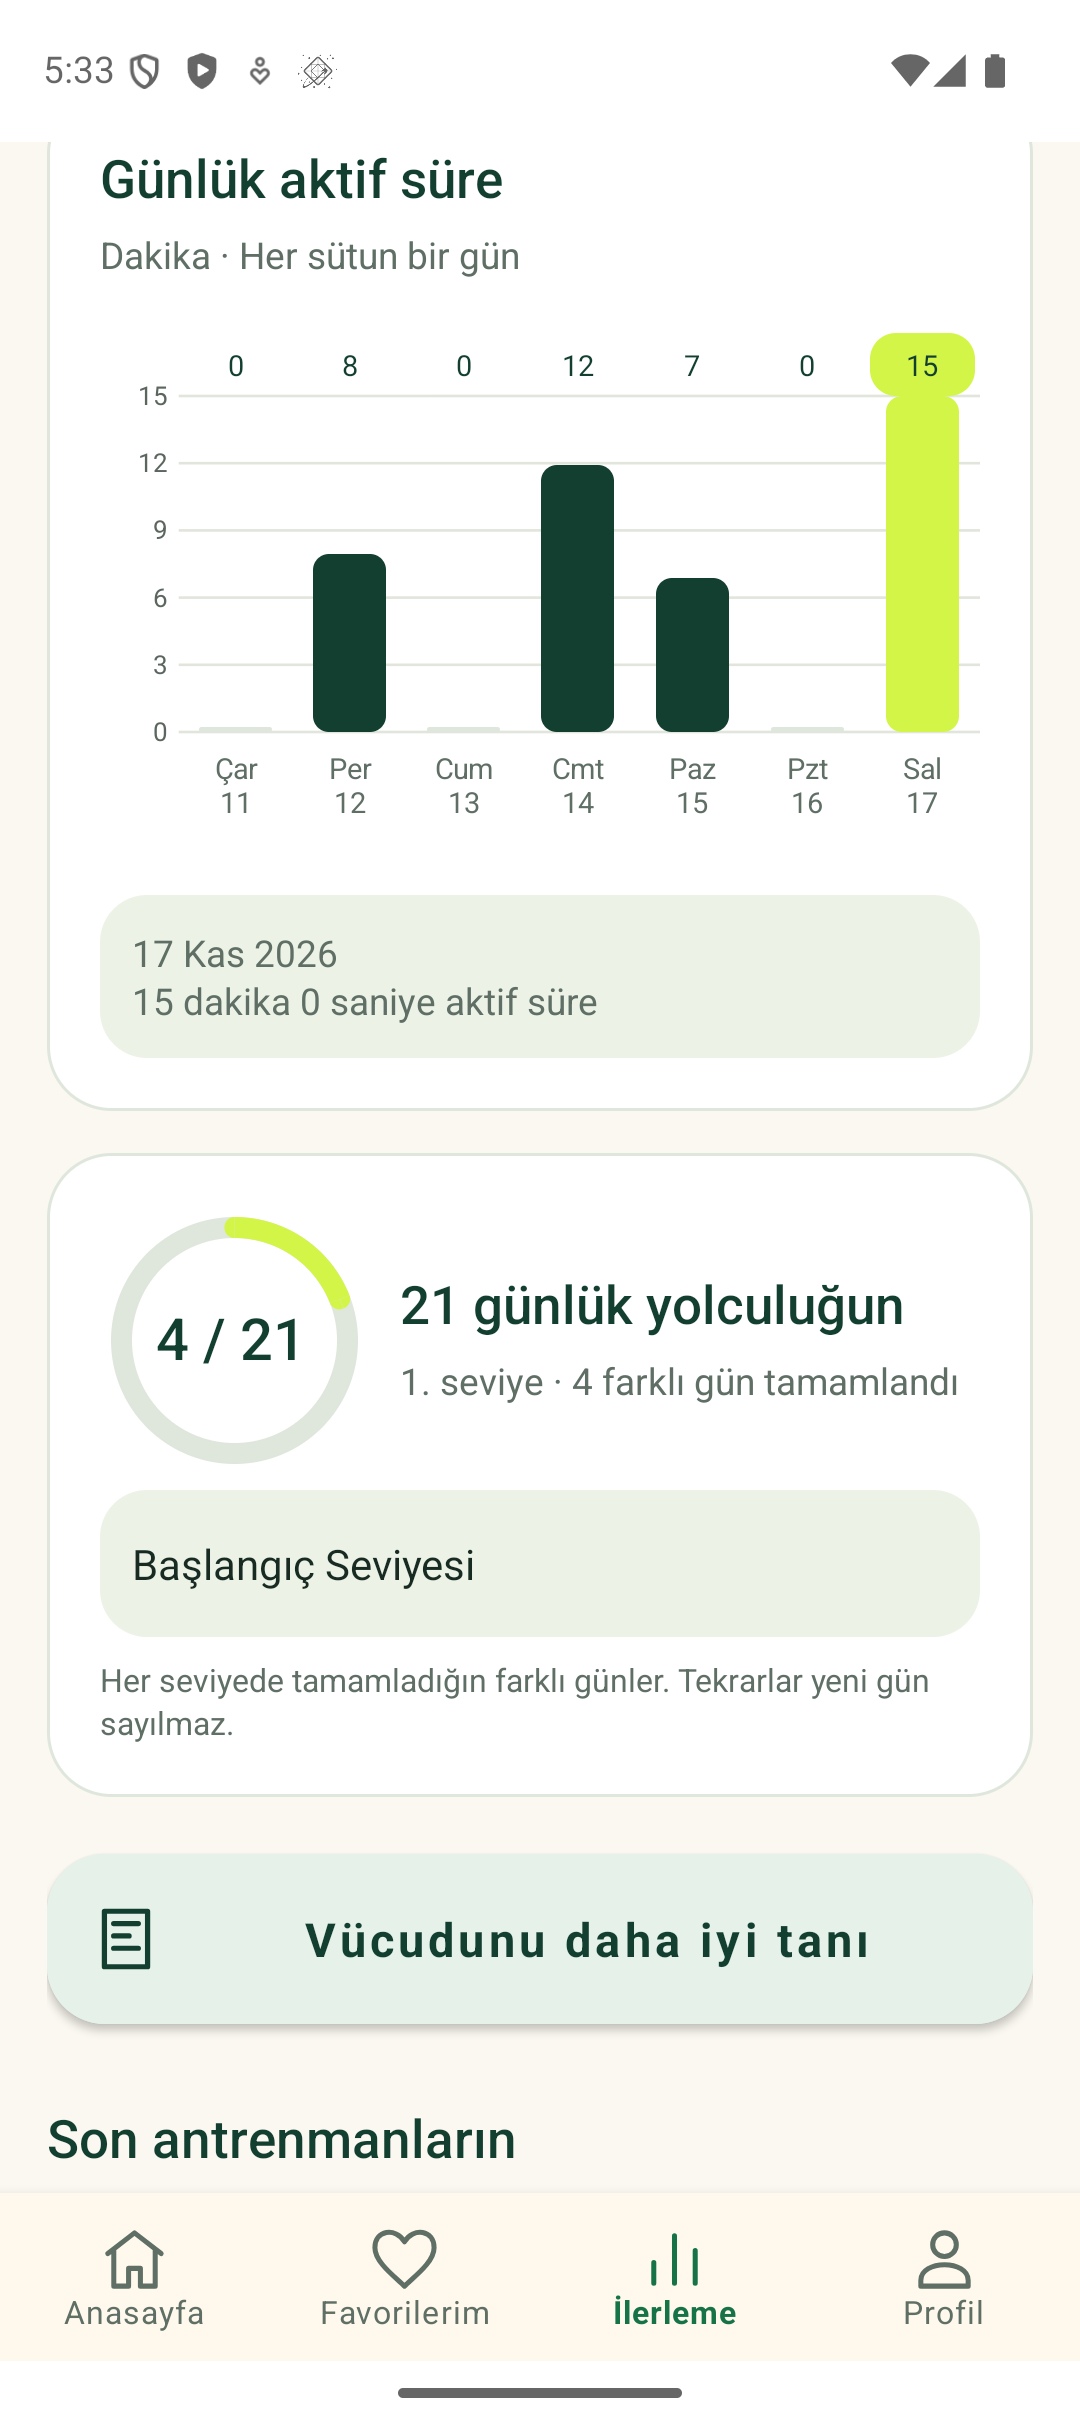 5:33
Günlük aktif süre
Dakika · Her sütun bir gün
0 8 0 12 7 0 15
15
12
9
6
3
0
Çar Per Cum Cmt Paz Pzt Sal
11 12 13 14 15 16 17
17 Kas 2026
15 dakika 0 saniye aktif süre
4 / 21
21 günlük yolculuğun
1. seviye · 4 farklı gün tamamlandı
Başlangıç Seviyesi
Her seviyede tamamladığın farklı günler. Tekrarlar yeni gün
sayılmaz.
Vücudunu daha iyi tanı
Son antrenmanların
Anasayfa Favorilerim İlerleme Profil